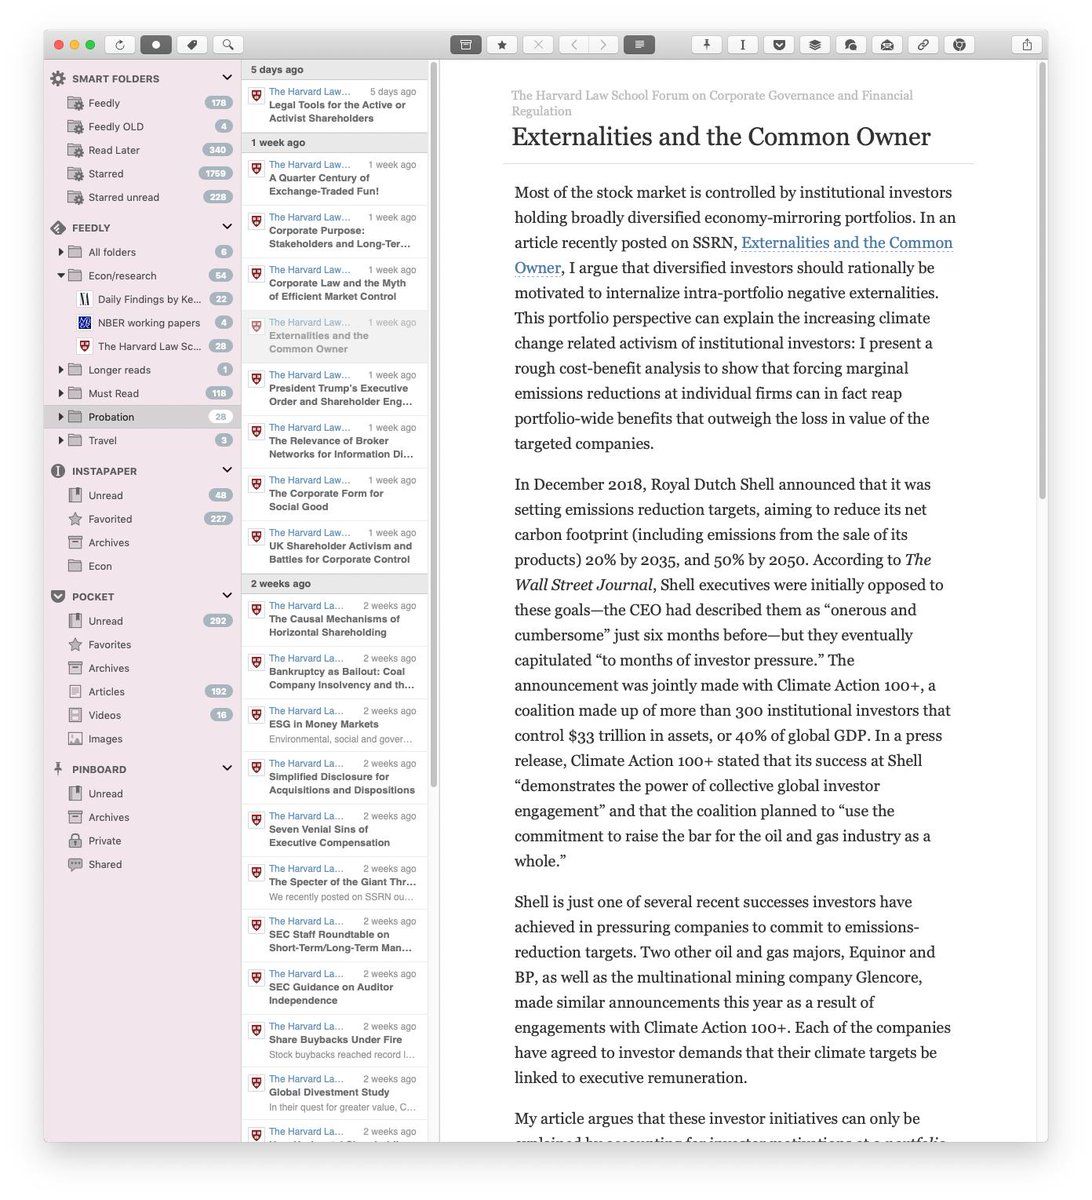 SMART FOLDERS
Feedly 178
Feedly OLD 4
Read Later 340
Starred 1759
Starred unread 228
FEEDLY
All folders 6
Econ/research 54
Daily Findings by Ke... 22
NBER working papers 4
The Harvard Law Sc... 28
Longer reads 1
Must Read 118
Probation 28
Travel 3
INSTAPAPER
Unread 48
Favorited 227
Archives
Econ
POCKET
Unread 292
Favorites
Archives
Articles 192
Videos 16
Images
PINBOARD
Unread
Archives
Private
Shared
5 days ago
The Harvard Law... 5 days ago
Legal Tools for the Active or
Activist Shareholders
1 week ago
The Harvard Law... 1 week ago
A Quarter Century of
Exchange-Traded Fun!
The Harvard Law... 1 week ago
Corporate Purpose:
Stakeholders and Long-Ter...
The Harvard Law... 1 week ago
Corporate Law and the Myth
of Efficient Market Control
The Harvard Law... 1 week ago
Externalities and the
Common Owner
The Harvard Law... 1 week ago
President Trump's Executive
Order and Shareholder Eng...
The Harvard Law... 1 week ago
The Relevance of Broker
Networks for Information Di...
The Harvard Law... 1 week ago
The Corporate Form for
Social Good
The Harvard Law... 1 week ago
UK Shareholder Activism and
Battles for Corporate Control
2 weeks ago
The Harvard La... 2 weeks ago
The Causal Mechanisms of
Horizontal Shareholding
The Harvard La... 2 weeks ago
Bankruptcy as Bailout: Coal
Company Insolvency and th...
The Harvard La... 2 weeks ago
ESG in Money Markets
Environmental, social and gover...
The Harvard La... 2 weeks ago
Simplified Disclosure for
Acquisitions and Dispositions
The Harvard La... 2 weeks ago
Seven Venial Sins of
Executive Compensation
The Harvard La... 2 weeks ago
The Specter of the Giant Thr...
We recently posted on SSRN ou...
The Harvard La... 2 weeks ago
SEC Staff Roundtable on
Short-Term/Long-Term Man...
The Harvard La... 2 weeks ago
SEC Guidance on Auditor
Independence
The Harvard La... 2 weeks ago
Share Buybacks Under Fire
Stock buybacks reached record l...
The Harvard La... 2 weeks ago
Global Divestment Study
In their quest for greater value, C...
The Harvard La... 2 weeks ago
The Harvard Law School Forum on Corporate Governance and Financial
Regulation
Externalities and the Common Owner
Most of the stock market is controlled by institutional investors
holding broadly diversified economy-mirroring portfolios. In an
article recently posted on SSRN, Externalities and the Common
Owner, I argue that diversified investors should rationally be
motivated to internalize intra-portfolio negative externalities.
This portfolio perspective can explain the increasing climate
change related activism of institutional investors: I present a
rough cost-benefit analysis to show that forcing marginal
emissions reductions at individual firms can in fact reap
portfolio-wide benefits that outweigh the loss in value of the
targeted companies.
In December 2018, Royal Dutch Shell announced that it was
setting emissions reduction targets, aiming to reduce its net
carbon footprint (including emissions from the sale of its
products) 20% by 2035, and 50% by 2050. According to The
Wall Street Journal, Shell executives were initially opposed to
these goals—the CEO had described them as “onerous and
cumbersome” just six months before—but they eventually
capitulated “to months of investor pressure.” The
announcement was jointly made with Climate Action 100+, a
coalition made up of more than 300 institutional investors that
control $33 trillion in assets, or 40% of global GDP. In a press
release, Climate Action 100+ stated that its success at Shell
“demonstrates the power of collective global investor
engagement” and that the coalition planned to “use the
commitment to raise the bar for the oil and gas industry as a
whole.”
Shell is just one of several recent successes investors have
achieved in pressuring companies to commit to emissions-
reduction targets. Two other oil and gas majors, Equinor and
BP, as well as the multinational mining company Glencore,
made similar announcements this year as a result of
engagements with Climate Action 100+. Each of the companies
have agreed to investor demands that their climate targets be
linked to executive remuneration.
My article argues that these investor initiatives can only be
explained by accounting for investor motivations at a portfolio